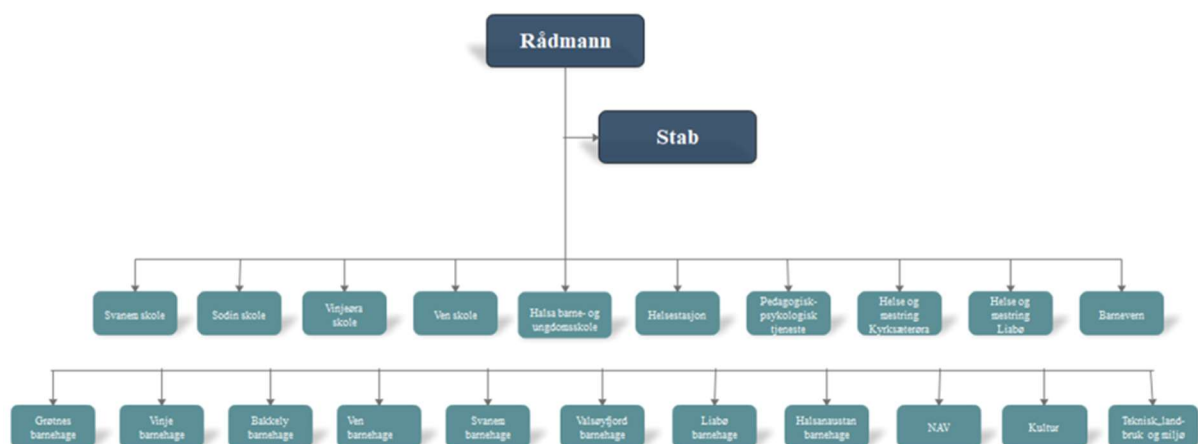 Rådmann
Stab
Svanem skole
Sodin skole
Vinjeøra
skole
Ven skole
Halsa barne- og
ungdomsskole
Helsestasjon
Pedagogisk-
psykologisk
tjeneste
Helse og
mestring
Kyrksæterøra
Helse og
mestring
Liabø
Barnevern
Grøtnes
barnehage
Vinje
barnehage
Bakkely
barnehage
Ven
barnehage
Svanem
barnehage
Valsøyfjord
barnehage
Liabø
barnehage
Halsanaustan
barnehage
NAV
Kultur
Teknisk,land-
bruk og miljø